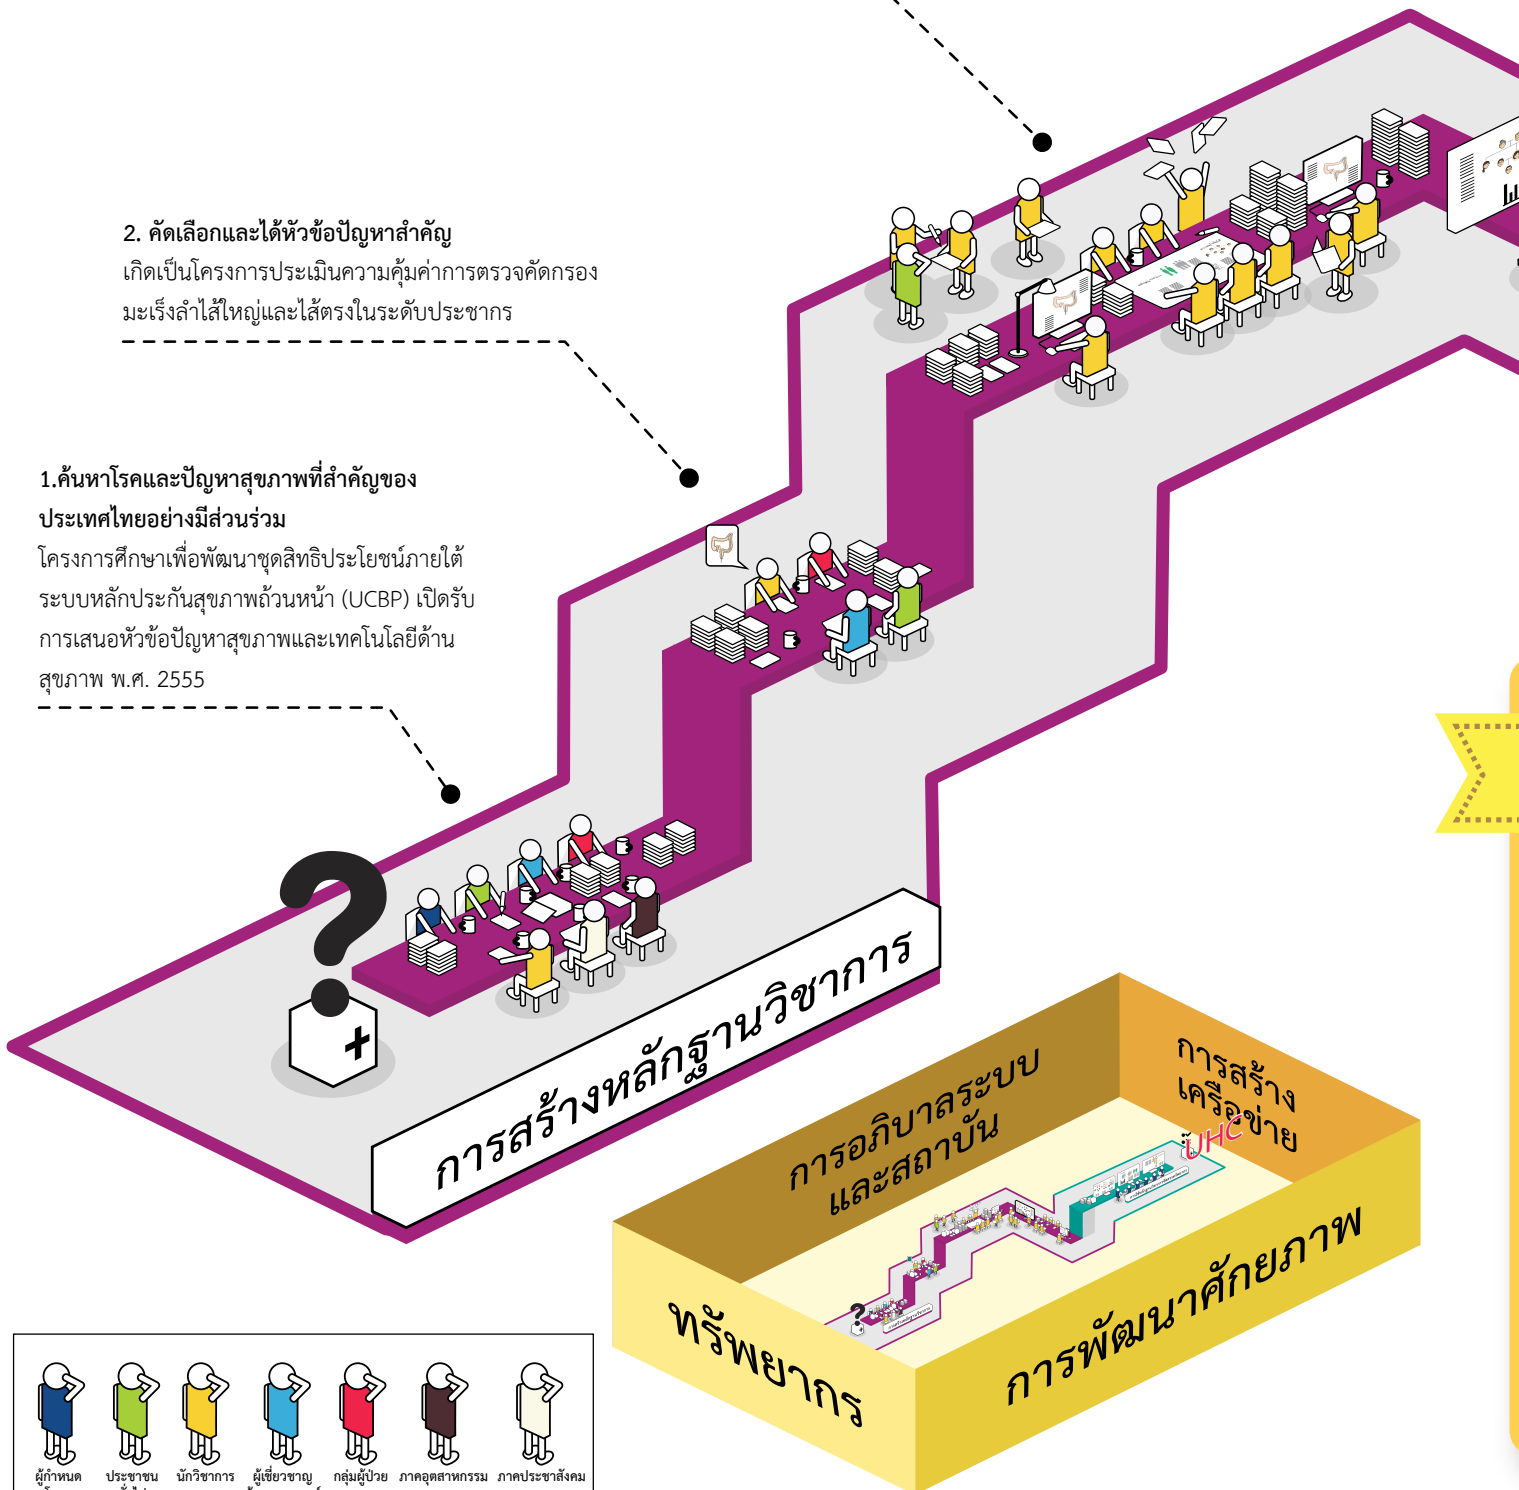 2. คัดเลือกและได้หัวข้อปัญหาสำคัญ
เกิดเป็นโครงการประเมินความคุ้มค่าการตรวจคัดกรอง
มะเร็งลำไส้ใหญ่และไส้ตรงในระดับประชากร
1.ค้นหาโรคและปัญหาสุขภาพที่สำคัญของ
ประเทศไทยอย่างมีส่วนร่วม
โครงการศึกษาเพื่อพัฒนาชุดสิทธิประโยชน์ภายใต้
ระบบหลักประกันสุขภาพถ้วนหน้า (UCBP) เปิดรับ
การเสนอหัวข้อปัญหาสุขภาพและเทคโนโลยีด้าน
สุขภาพ พ.ศ. 2555
?
+
การสร้างหลักฐานวิชาการ
การอภิบาลระบบ
และสถาบัน
การสร้าง
เครือข่าย
UHC
ทรัพยากร
การพัฒนาศักยภาพ
ผู้กำหนด
ประชาชน
นักวิชาการ
ผู้เชี่ยวชาญ
กลุ่มผู้ป่วย
ภาคอุตสาหกรรม
ภาคประชาสังคม